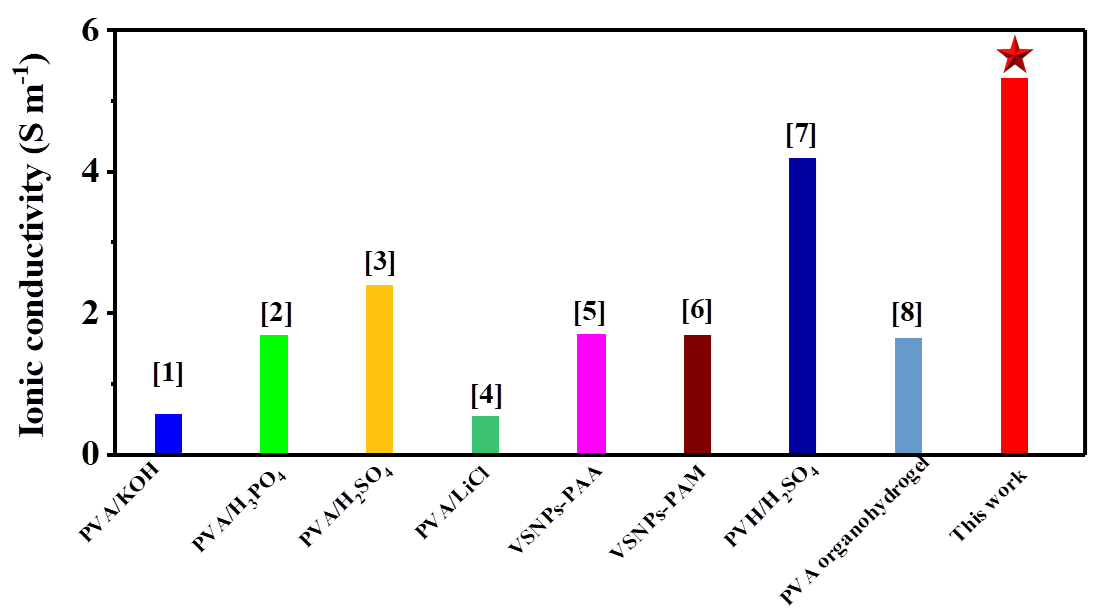 Ionic conductivity (S m⁻¹)
6
4
2
0
[1]
[2]
[3]
[4]
[5]
[6]
[7]
[8]
PVA/KOH
PVA/H₃PO₄
PVA/H₂SO₄
PVA/LiCl
VSNPs-PAA
VSNPs-PAM
PVH/H₂SO₄
PVA organohydrogel
This work